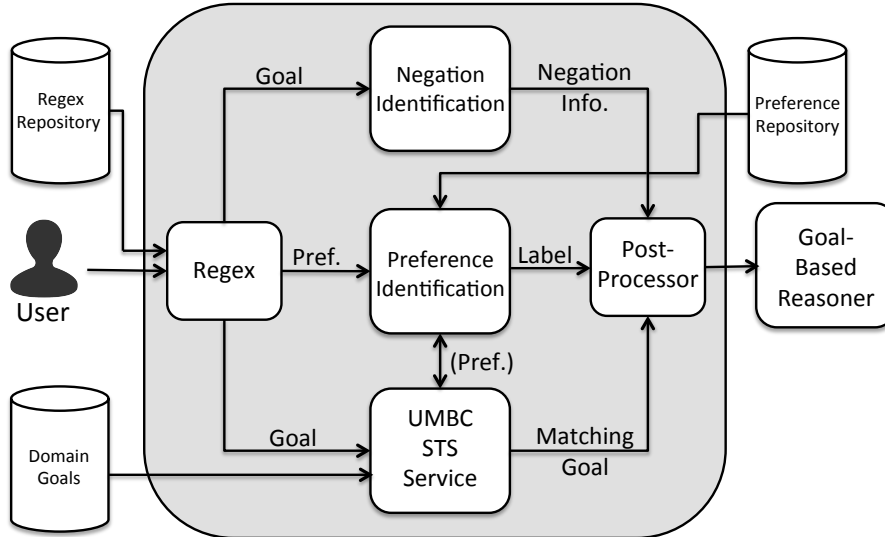 Regex
Repository
Goal
Negation
Identification
Negation
Info.
Preference
Repository
User
Regex
Pref.
Preference
Identification
Label
Post-
Processor
Goal-
Based
Reasoner
(Pref.)
Domain
Goals
Goal
UMBC
STS
Service
Matching
Goal